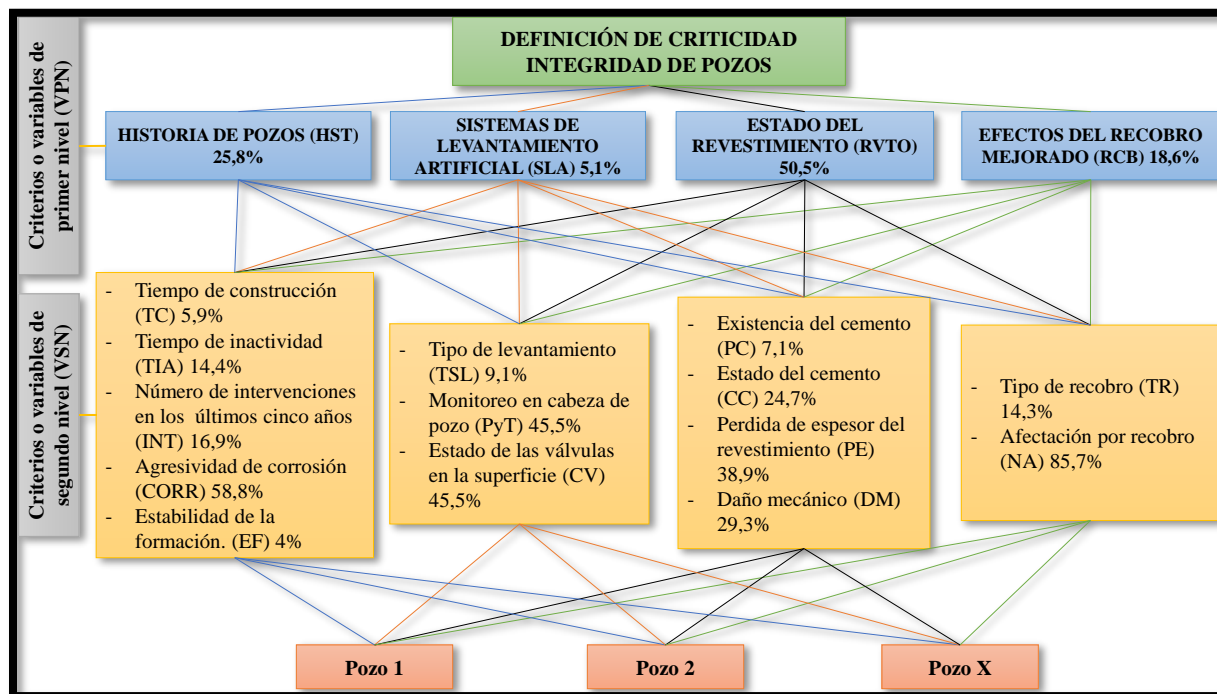 DEFINICIÓN DE CRITICIDAD
INTEGRIDAD DE POZOS
Criterios o variables de
primer nivel (VPN)
HISTORIA DE POZOS (HST)
25,8%
SISTEMAS DE
LEVANTAMIENTO
ARTIFICIAL (SLA) 5,1%
ESTADO DEL
REVESTIMIENTO (RVTO)
50,5%
EFECTOS DEL RECOBRO
MEJORADO (RCB) 18,6%
Criterios o variables de
segundo nivel (VSN)
- Tiempo de construcción
(TC) 5,9%
- Tiempo de inactividad
(TIA) 14,4%
- Número de intervenciones
en los últimos cinco años
(INT) 16,9%
- Agresividad de corrosión
(CORR) 58,8%
- Estabilidad de la
formación. (EF) 4%
- Tipo de levantamiento
(TSL) 9,1%
- Monitoreo en cabeza de
pozo (PyT) 45,5%
- Estado de las válvulas
en la superficie (CV)
45,5%
- Existencia del cemento
(PC) 7,1%
- Estado del cemento
(CC) 24,7%
- Perdida de espesor del
revestimiento (PE)
38,9%
- Daño mecánico (DM)
29,3%
- Tipo de recobro (TR)
14,3%
- Afectación por recobro
(NA) 85,7%
Pozo 1
Pozo 2
Pozo X